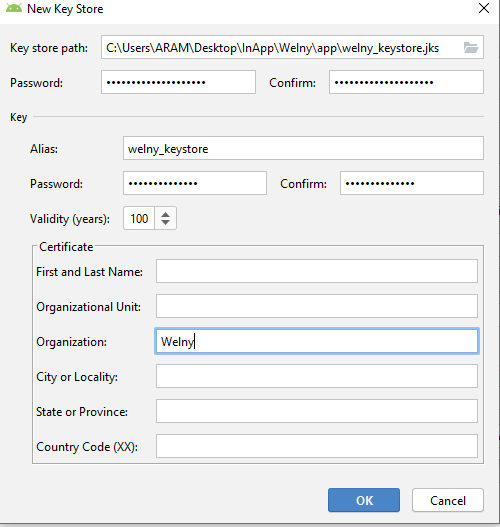 New Key Store
Key store path: C:\Users\ARAM\Desktop\InApp\Welny\app\welny_keystore.jks
Password: ••••••••••••••••••• Confirm: •••••••••••••••••••
Key
Alias: welny_keystore
Password: •••••••••••••• Confirm: ••••••••••••••
Validity (years): 100
Certificate
First and Last Name:
Organizational Unit:
Organization: Welny
City or Locality:
State or Province:
Country Code (XX):
OK Cancel